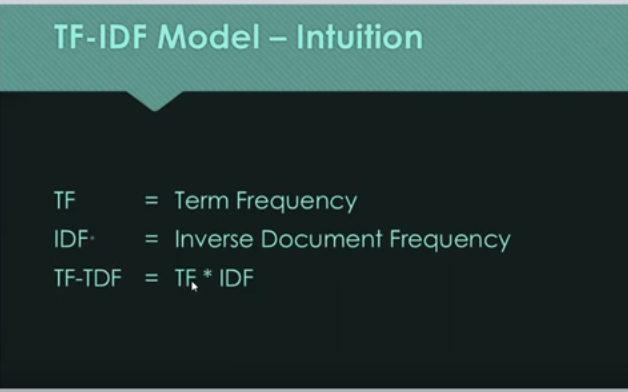 TF-IDF Model – Intuition
TF = Term Frequency
IDF = Inverse Document Frequency
TF-TDF = TF * IDF